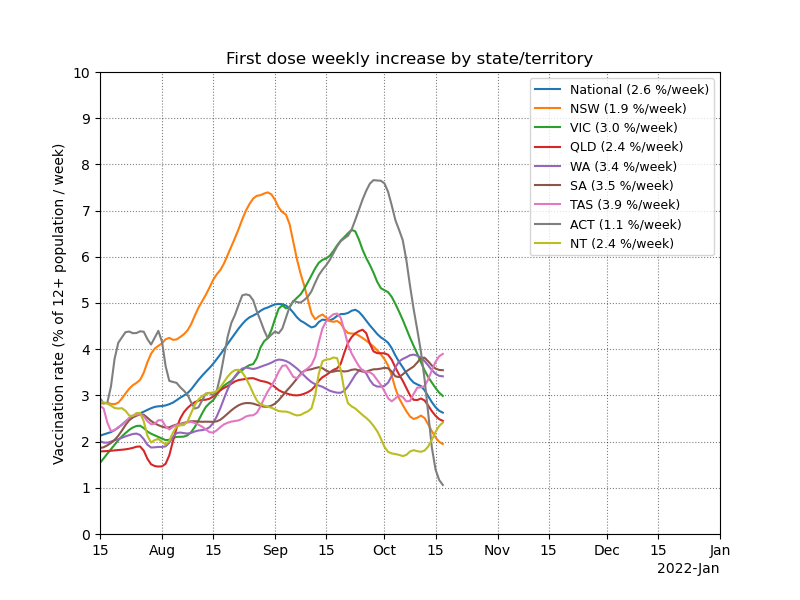 First dose weekly increase by state/territory
Vaccination rate (% of 12+ population / week)
10
9
8
7
6
5
4
3
2
1
0
National (2.6 %/week)
NSW (1.9 %/week)
VIC (3.0 %/week)
QLD (2.4 %/week)
WA (3.4 %/week)
SA (3.5 %/week)
TAS (3.9 %/week)
ACT (1.1 %/week)
NT (2.4 %/week)
15 Aug 15 Sep 15 Oct 15 Nov 15 Dec 15 Jan
2022-Jan